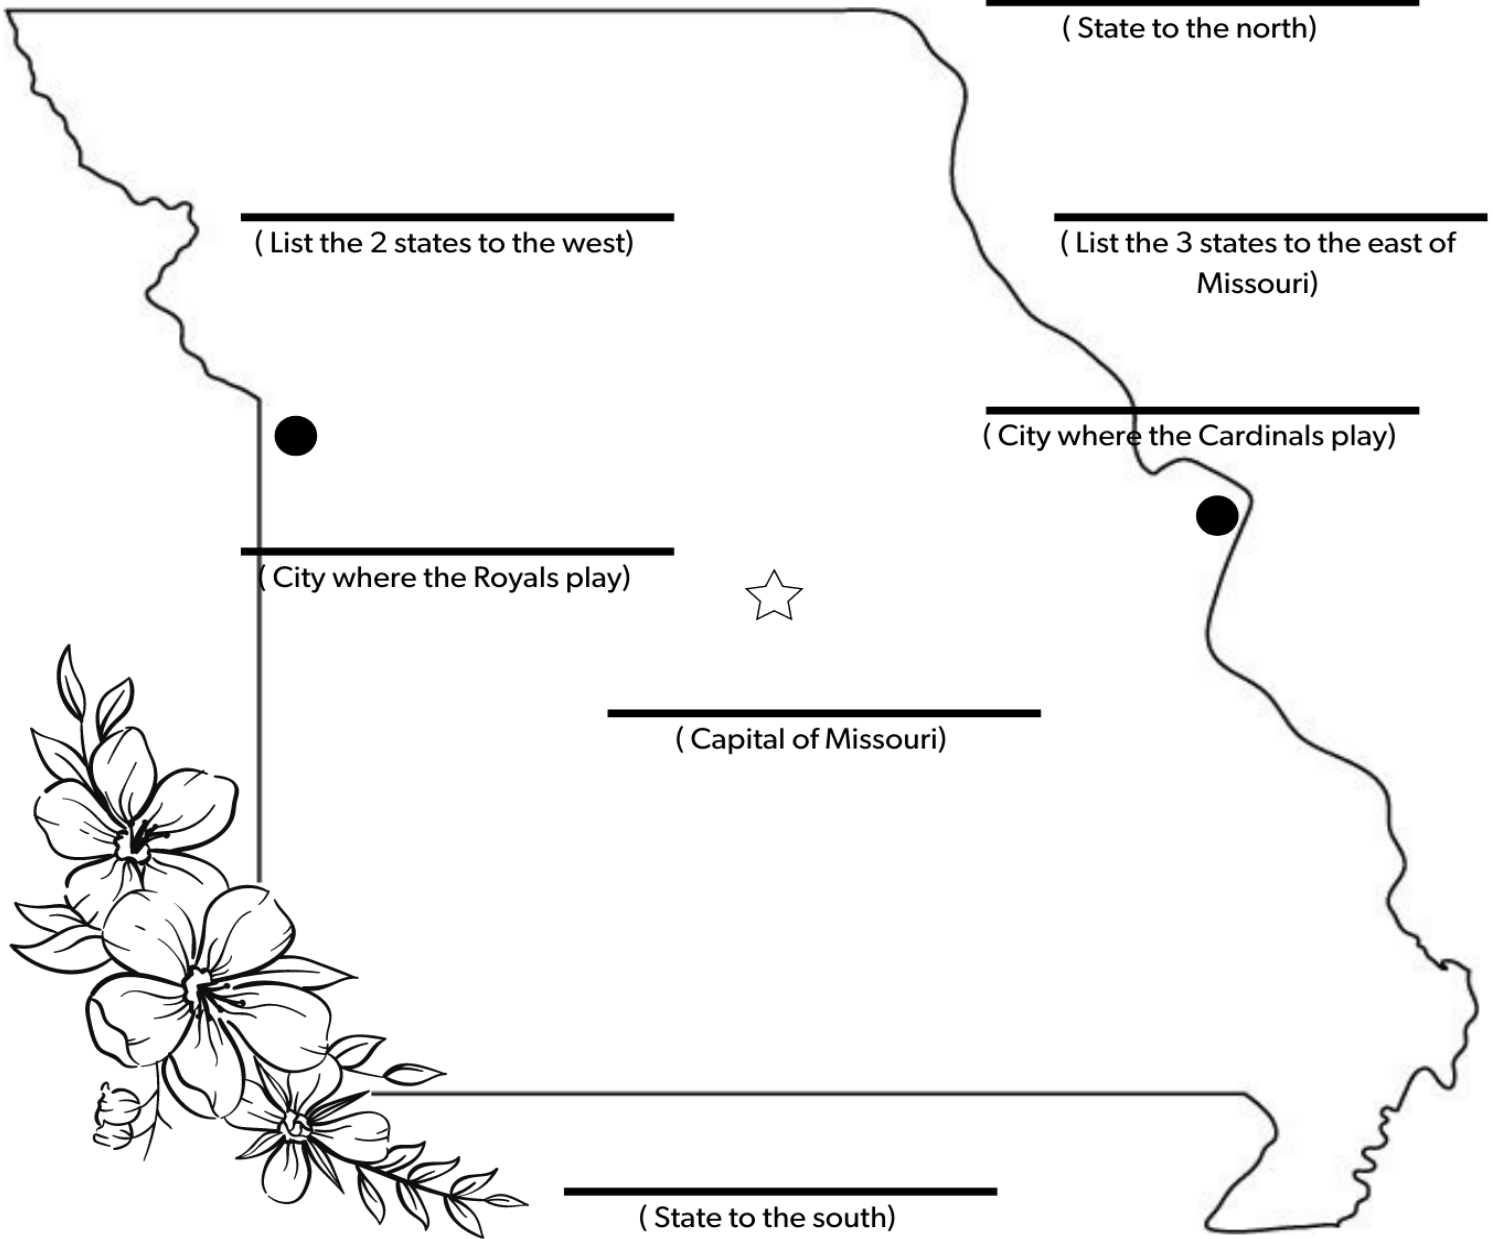 ( State to the north)
( List the 2 states to the west)
( List the 3 states to the east of
Missouri)
( City where the Cardinals play)
( City where the Royals play)
( Capital of Missouri)
( State to the south)